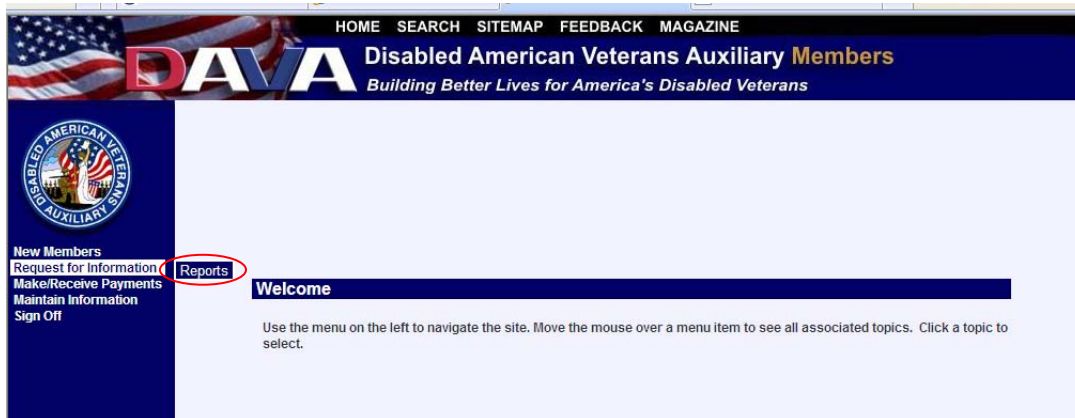 HOME SEARCH SITEMAP FEEDBACK MAGAZINE
DAVA
Disabled American Veterans Auxiliary Members
Building Better Lives for America's Disabled Veterans
DISABLED AMERICAN VETERANS AUXILIARY
New Members
Request for Information
Reports
Make/Receive Payments
Maintain Information
Sign Off
Welcome
Use the menu on the left to navigate the site. Move the mouse over a menu item to see all associated topics. Click a topic to
select.